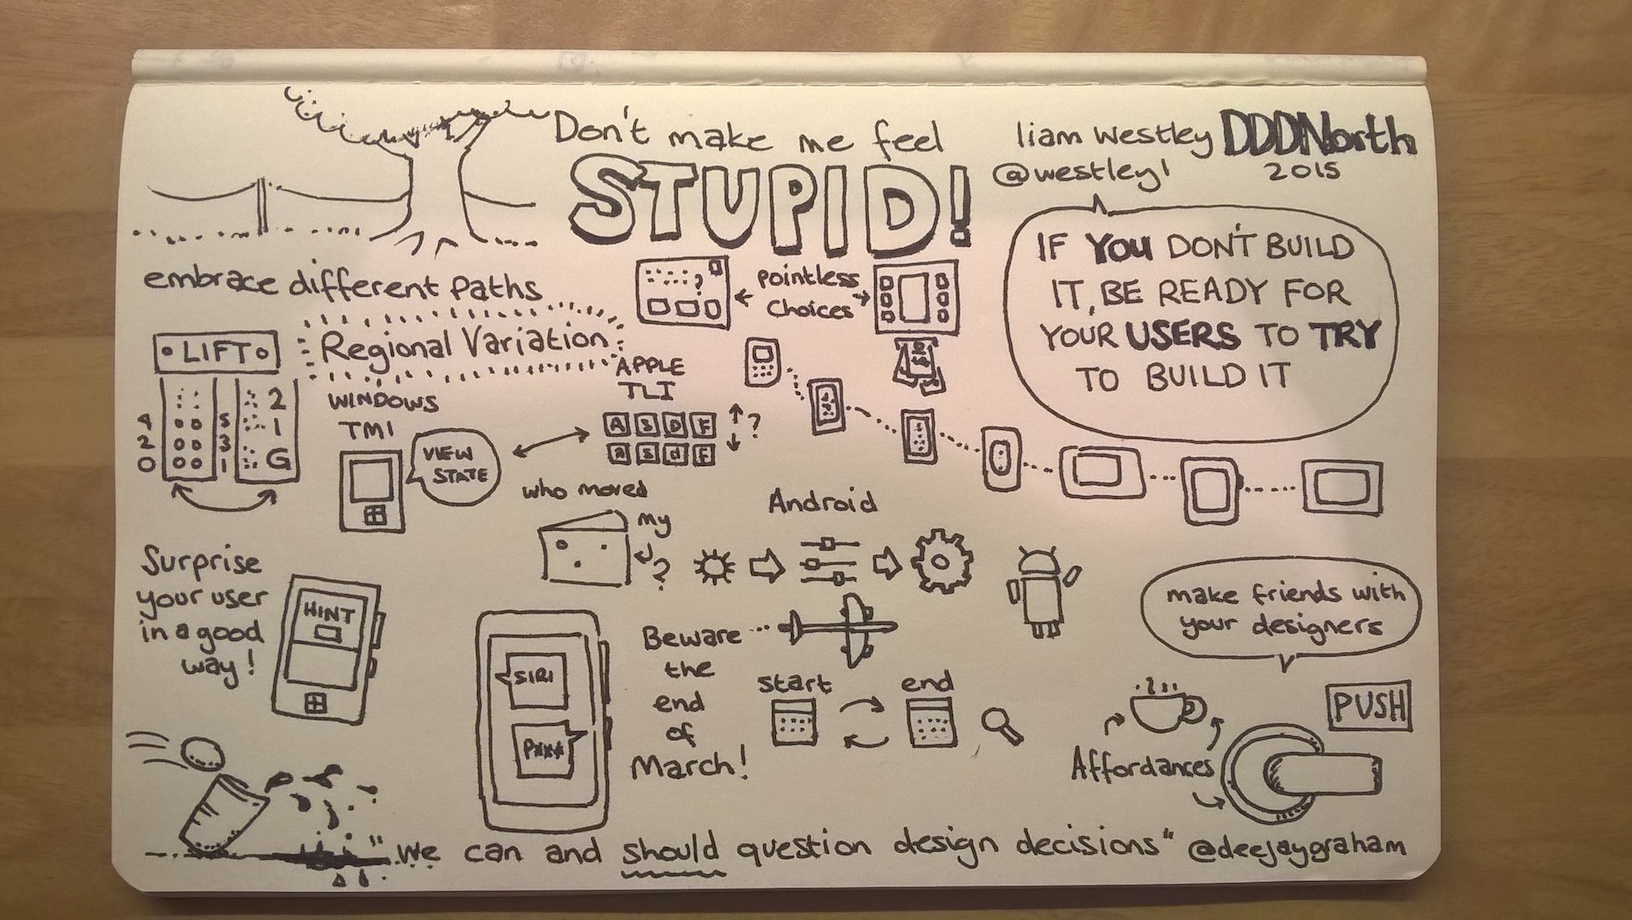 Don't make me feel
STUPID!
liam Westley DDDNorth
@westley1 2015
IF YOU DON'T BUILD
IT, BE READY FOR
YOUR USERS TO TRY
TO BUILD IT
embrace different Paths
pointless
choices
Regional Variation
LIFT
4
2
0
5
3
1
2
1
G
WINDOWS
TMI
VIEW
STATE
APPLE
TLI
A S D F
a s d f
?
who moved
my
?
Android
Surprise
your user
in a good
way!
HINT
SIRI
P***
Beware
the
end
of
March!
start end
make friends with
your designers
PUSH
Affordances
"We can and should question design decisions" @deejaygraham